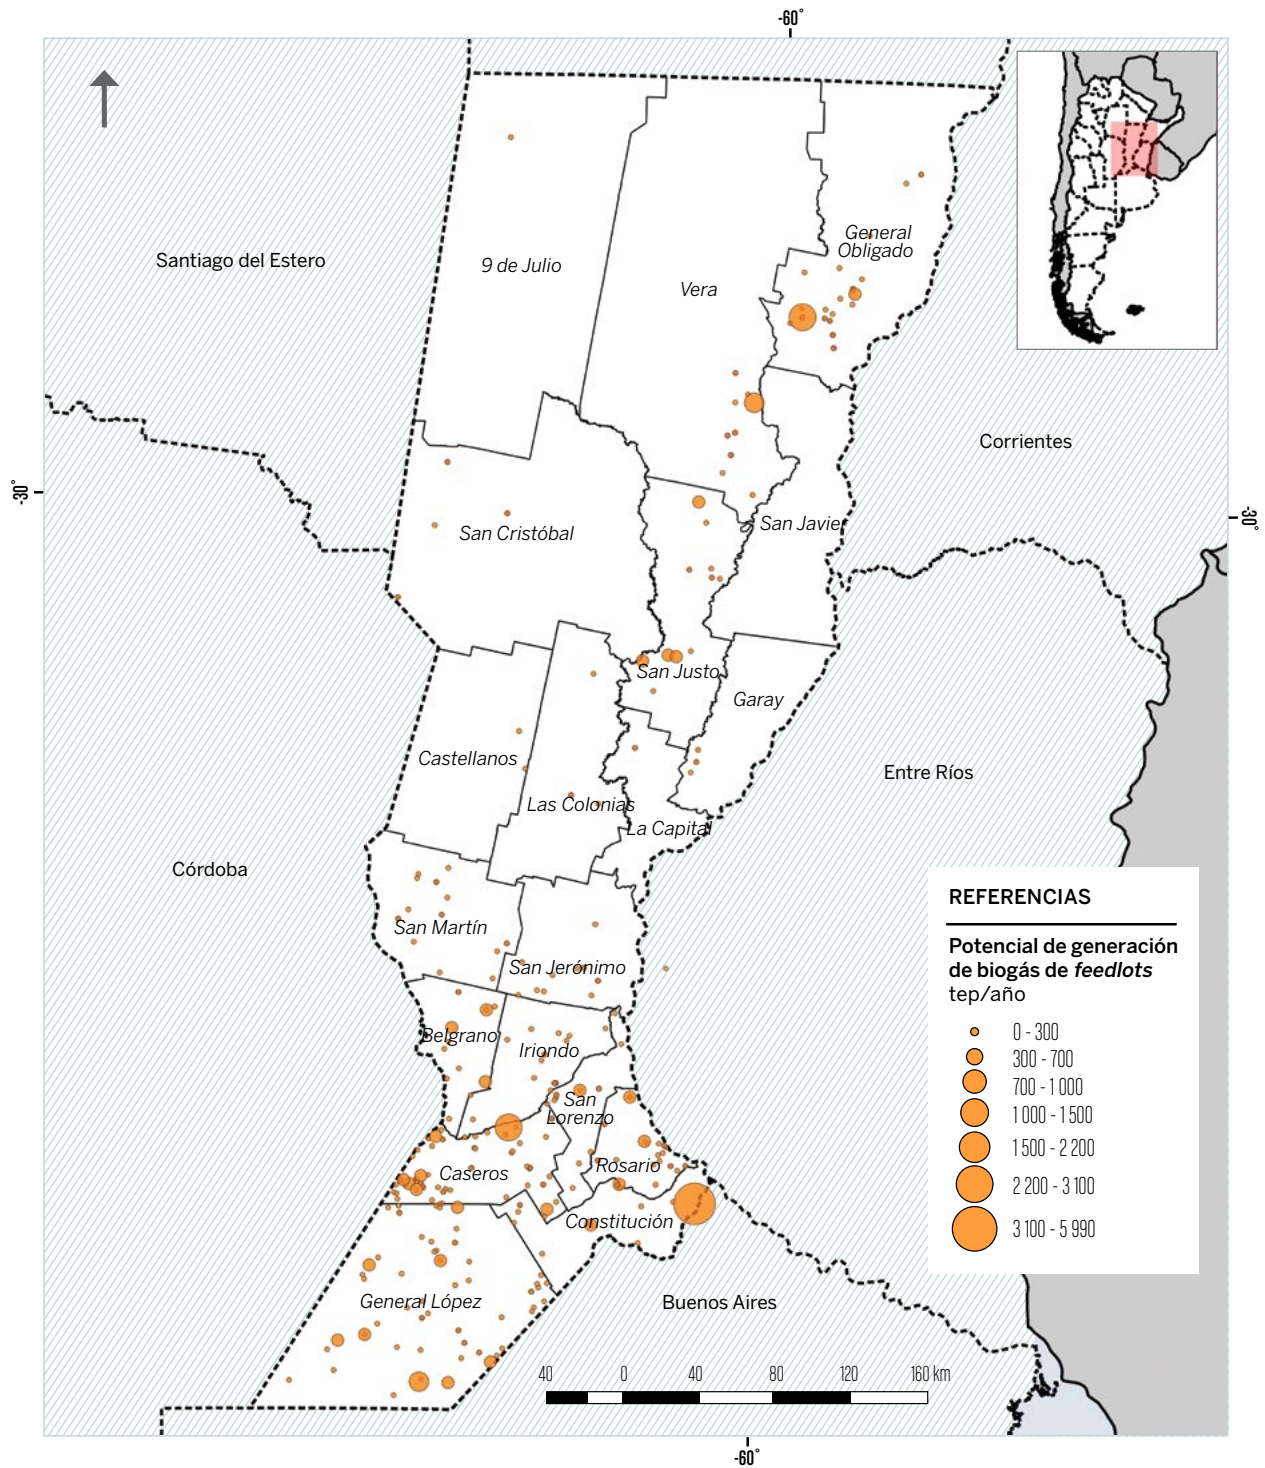 -60°
Santiago del Estero
9 de Julio
Vera
General
Obligado
Corrientes
-30°
-30°
San Cristóbal
San Javier
San Justo
Garay
Castellanos
Las Colonias
La Capital
Entre Ríos
Córdoba
San Martín
San Jerónimo
Belgrano
Iriondo
San
Lorenzo
Caseros
Rosario
Constitución
General López
Buenos Aires
REFERENCIAS
Potencial de generación
de biogás de feedlots
tep/año
0 - 300
300 - 700
700 - 1 000
1 000 - 1 500
1 500 - 2 200
2 200 - 3 100
3 100 - 5 990
40 0 40 80 120 160 km
-60°